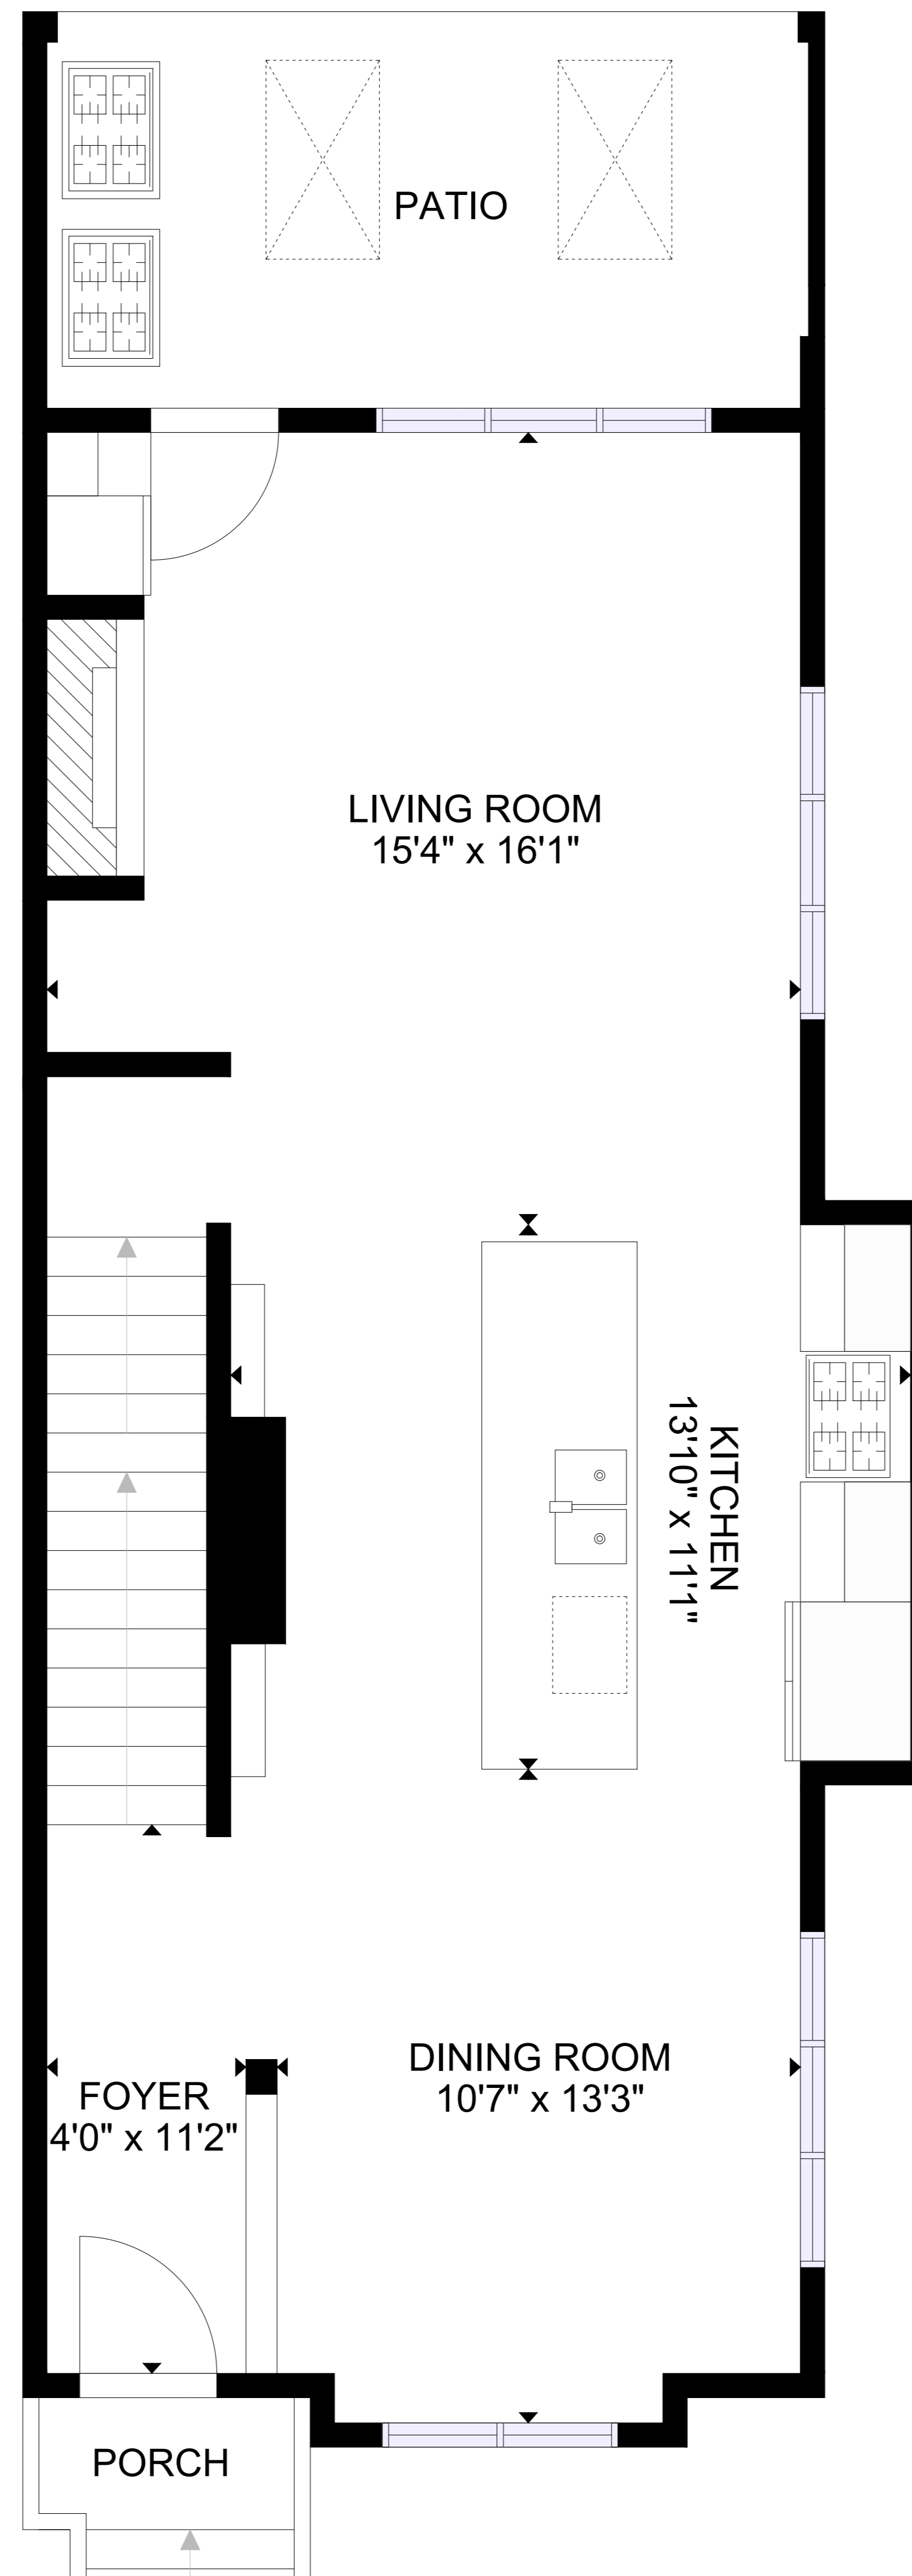 PATIO
LIVING ROOM
15'4" x 16'1"
KITCHEN
13'10" x 11'1"
DINING ROOM
10'7" x 13'3"
FOYER
4'0" x 11'2"
PORCH